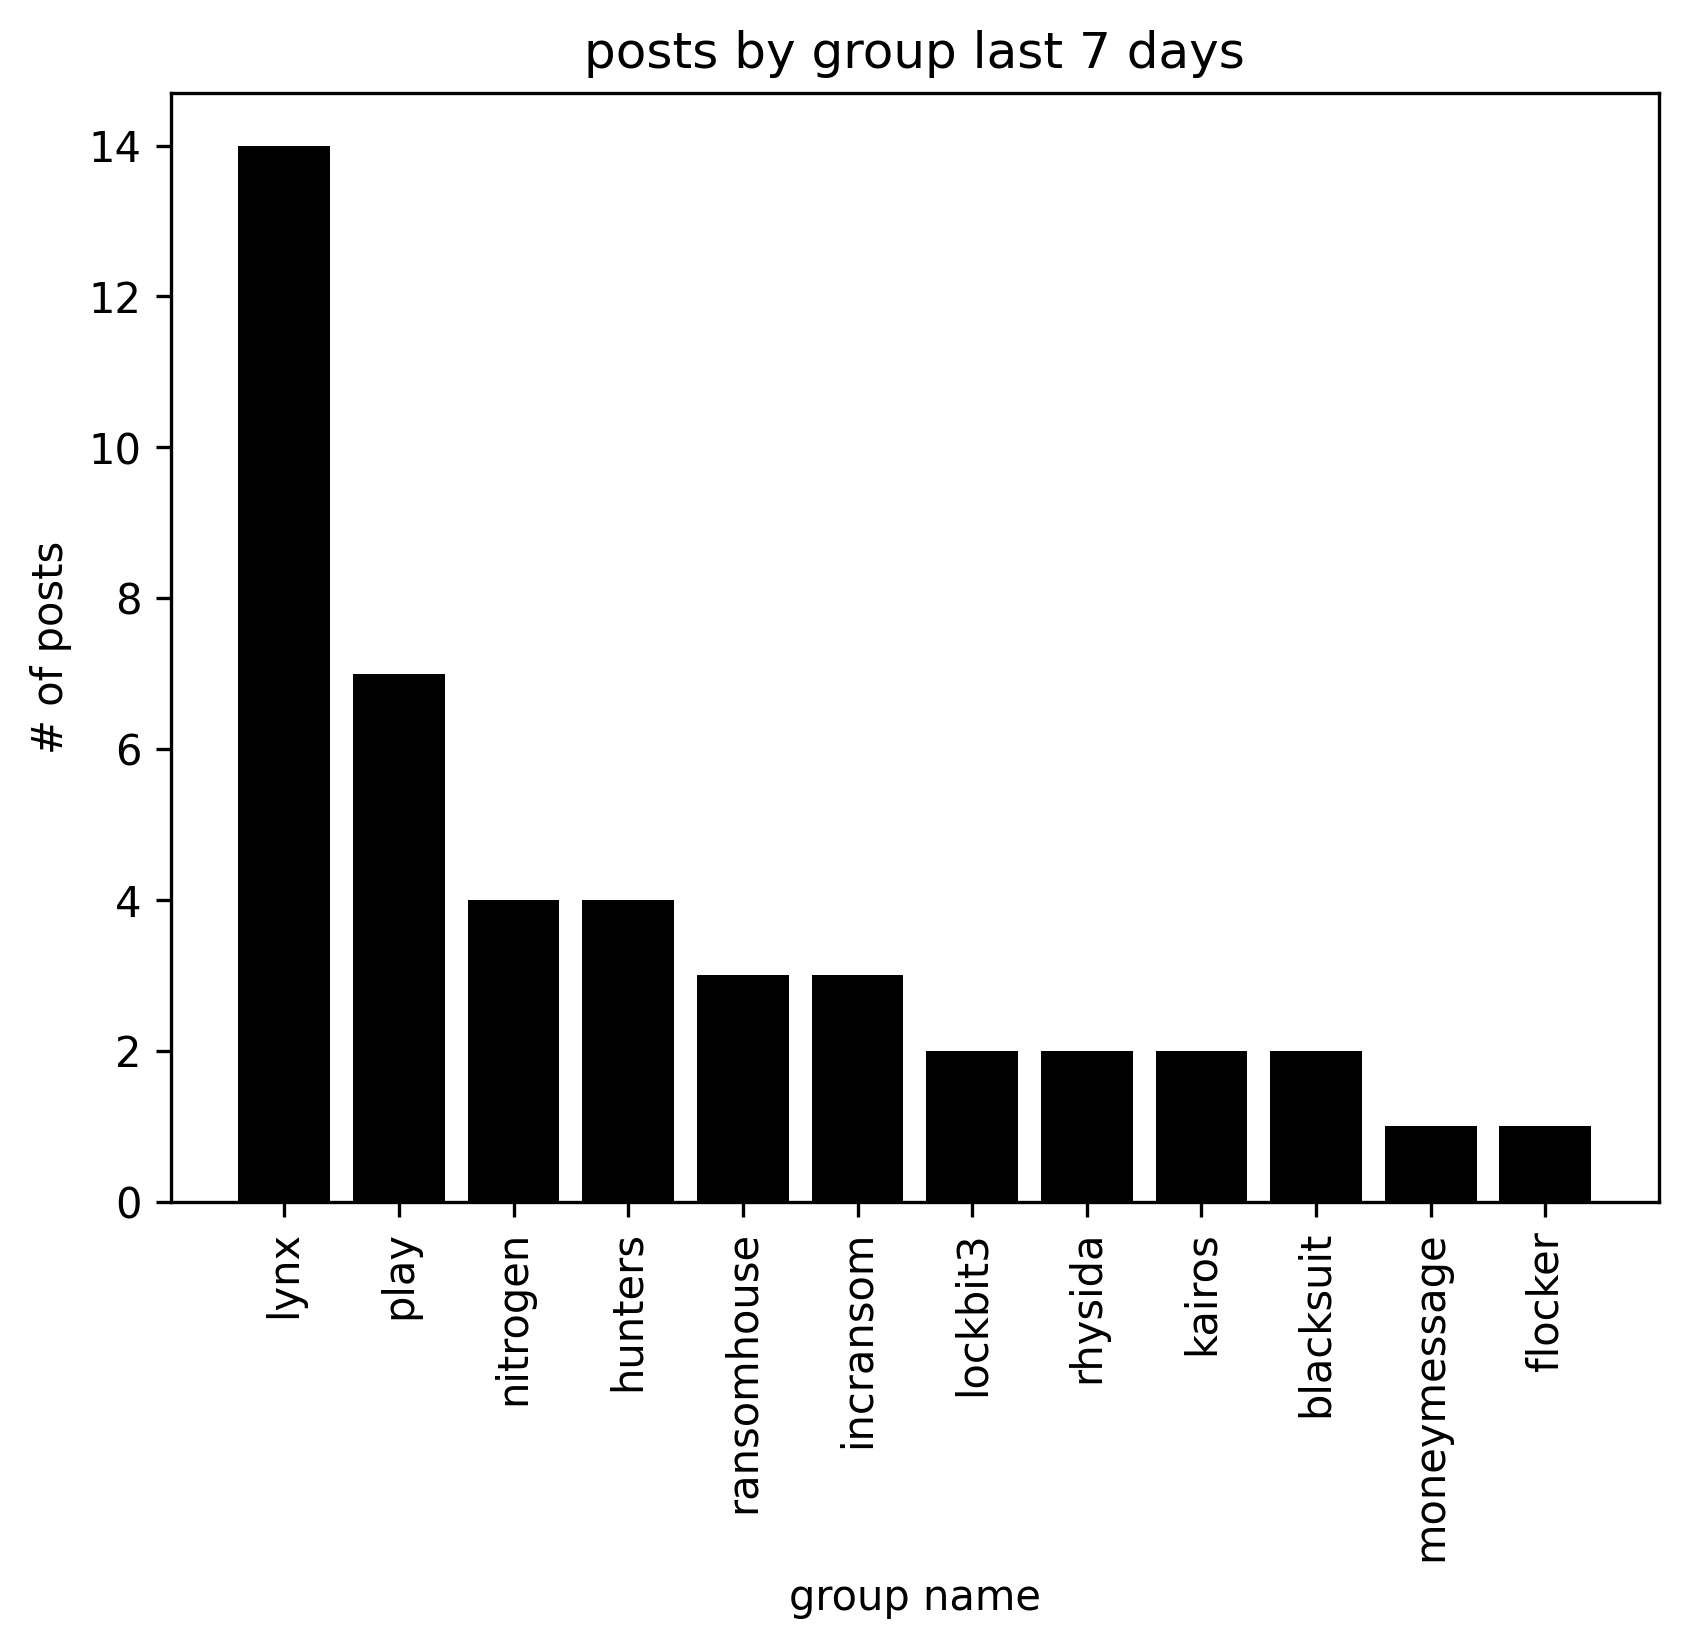 posts by group last 7 days
# of posts
14
12
10
8
6
4
2
0
lynx
play
nitrogen
hunters
ransomhouse
incransom
lockbit3
rhysida
kairos
blacksuit
moneymessage
flocker
group name